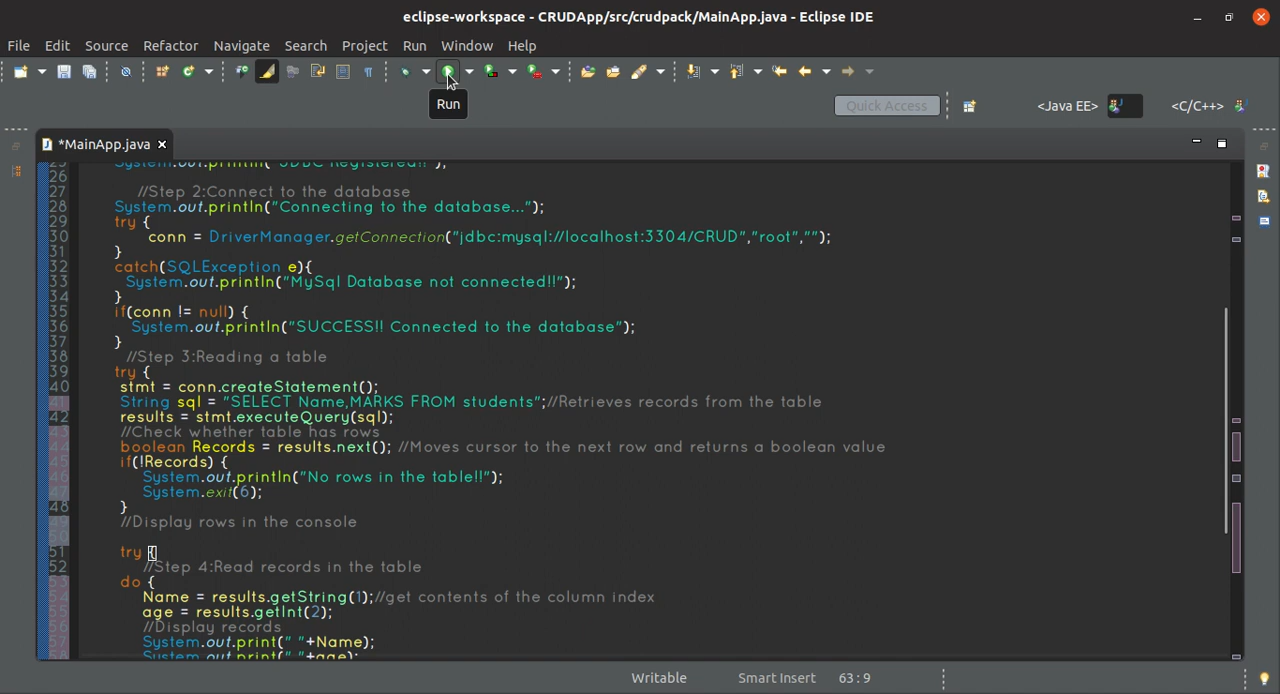 eclipse-workspace - CRUDApp/src/crudpack/MainApp.java - Eclipse IDE
File Edit Source Refactor Navigate Search Project Run Window Help
Run
Quick Access
<Java EE>
<C/C++>
*MainApp.java
System.out.println("JDBC Registered!!");
26
27 //Step 2:Connect to the database
28 System.out.println("Connecting to the database...");
29 try {
30 conn = DriverManager.getConnection("jdbc:mysql://localhost:3304/CRUD","root","");
31 }
32 catch(SQLException e){
33 System.out.println("MySql Database not connected!!");
34 }
35 if(conn != null) {
36 System.out.println("SUCCESS!! Connected to the database");
37 }
38 //Step 3:Reading a table
39 try {
40 stmt = conn.createStatement();
41 String sql = "SELECT Name,MARKS FROM students";//Retrieves records from the table
42 results = stmt.executeQuery(sql);
43 //Check whether table has rows
44 boolean Records = results.next(); //Moves cursor to the next row and returns a boolean value
45 if(!Records) {
46 System.out.println("No rows in the table!!");
47 System.exit(6);
48 }
49 //Display rows in the console
50
51 try {
52 //Step 4:Read records in the table
53 do {
54 Name = results.getString(1);//get contents of the column index
55 age = results.getInt(2);
56 //Display records
57 System.out.print(" "+Name);
58 System.out.print(" "+age);
Writable Smart Insert 63 : 9